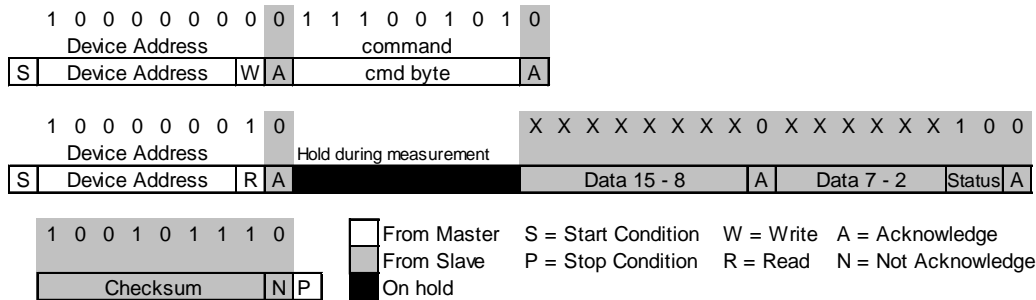 1 0 0 0 0 0 0 0 0 1 1 1 0 0 1 0 1 0
Device Address command
S Device Address W A cmd byte A
1 0 0 0 0 0 0 1 0 X X X X X X X X 0 X X X X X X 1 0 0
Device Address Hold during measurement
S Device Address R A Data 15 - 8 A Data 7 - 2 Status A
1 0 0 1 0 1 1 1 0 From Master S = Start Condition W = Write A = Acknowledge
From Slave P = Stop Condition R = Read N = Not Acknowledge
Checksum N P On hold